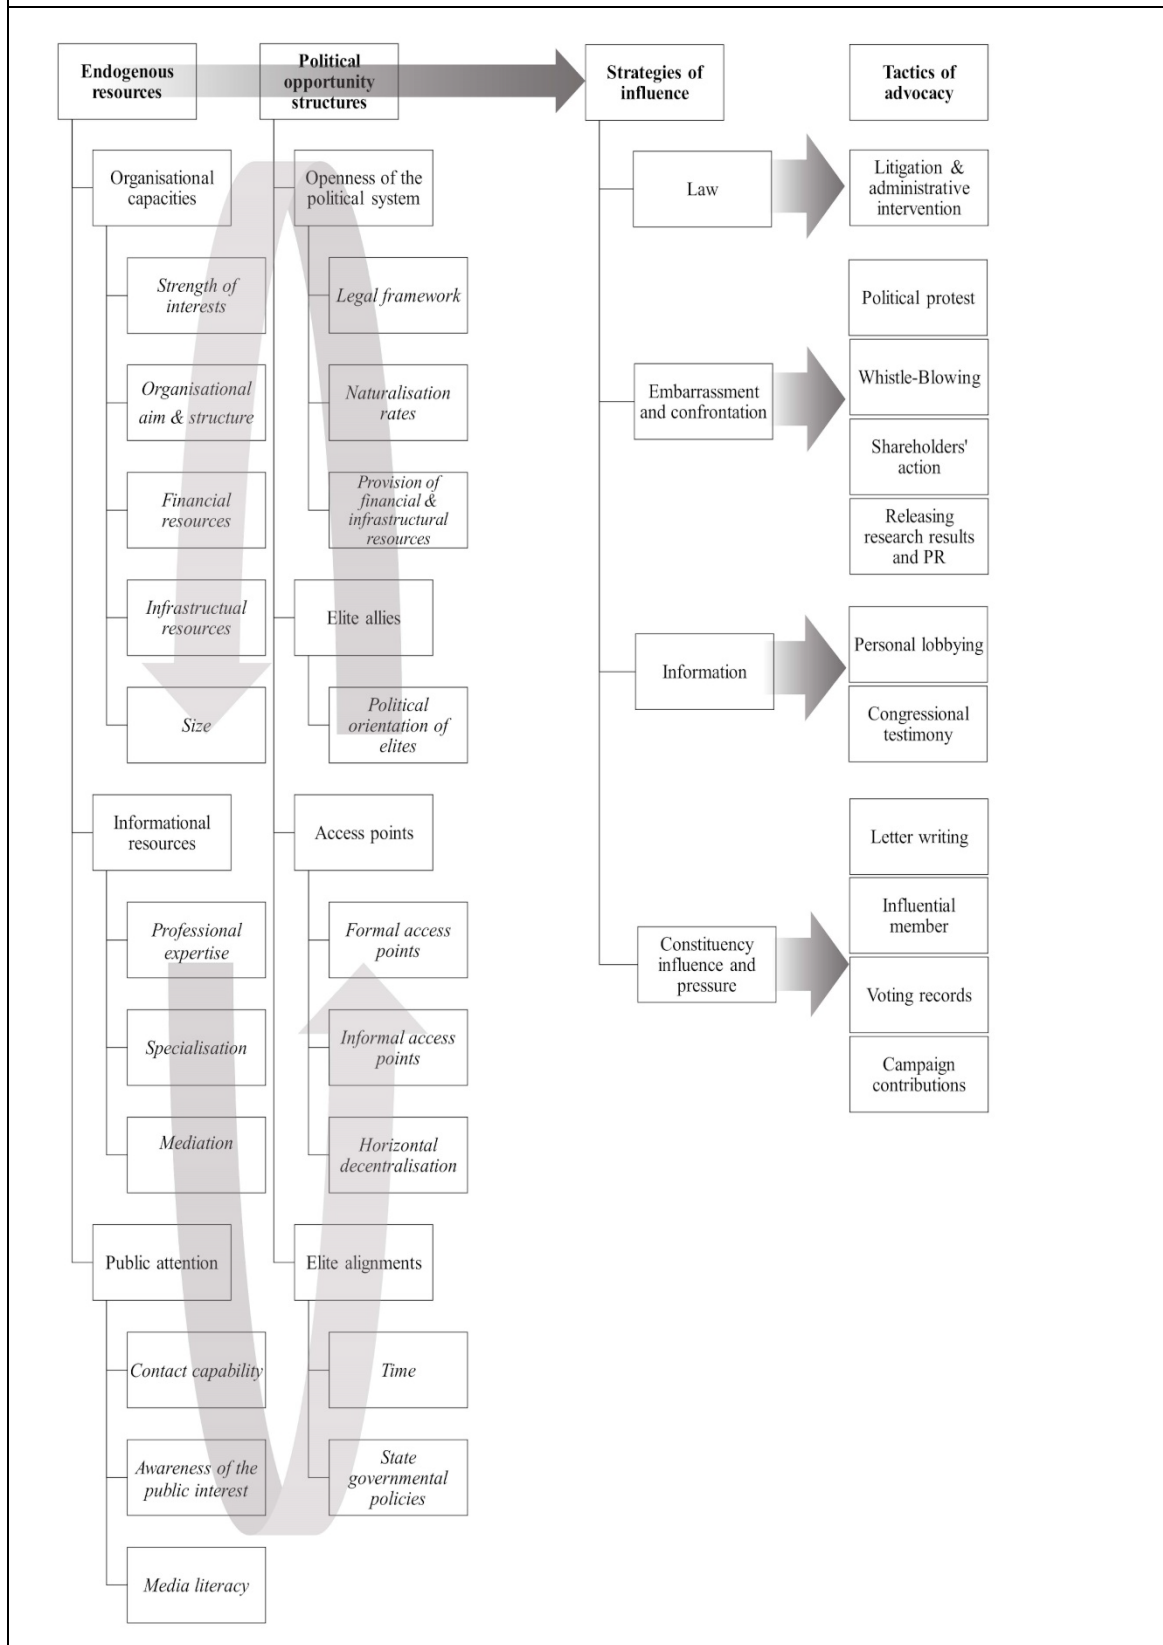 Endogenous
resources
Political
opportunity
structures
Strategies of
influence
Tactics of
advocacy
Organisational
capacities
Strength of
interests
Organisational
aim & structure
Financial
resources
Infrastructual
resources
Size
Informational
resources
Professional
expertise
Specialisation
Mediation
Public attention
Contact capability
Awareness of the
public interest
Media literacy
Openness of the
political system
Legal framework
Naturalisation
rates
Provision of
financial &
infrastructural
resources
Elite allies
Political
orientation of
elites
Access points
Formal access
points
Informal access
points
Horizontal
decentralisation
Elite alignments
Time
State
governmental
policies
Law
Embarrassment
and confrontation
Information
Constituency
influence and
pressure
Litigation &
administrative
intervention
Political protest
Whistle-Blowing
Shareholders'
action
Releasing
research results
and PR
Personal lobbying
Congressional
testimony
Letter writing
Influential
member
Voting records
Campaign
contributions